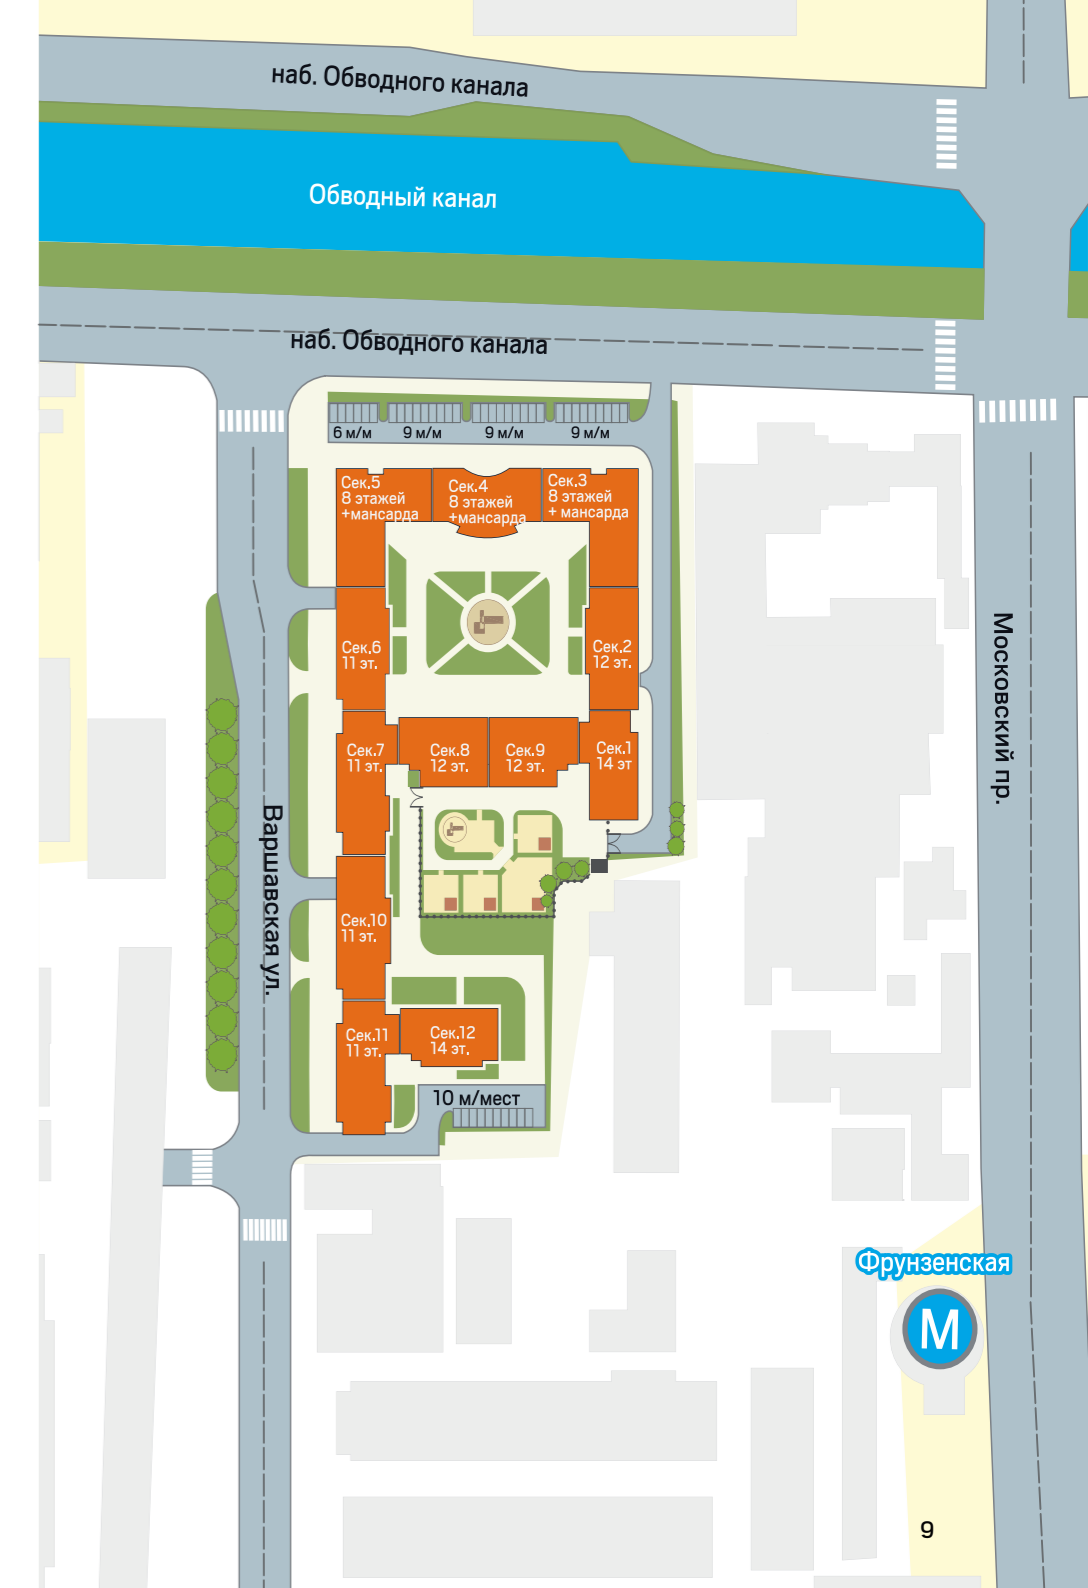 наб. Обводного канала
Обводный канал
наб. Обводного канала
6 м/м
9 м/м
9 м/м
9 м/м
Сек.5
8 этажей
+мансарда
Сек.4
8 этажей
+мансарда
Сек.3
8 этажей
+ мансарда
Сек.6
11 эт.
Сек.2
12 эт.
Московский пр.
Сек.7
11 эт.
Сек.8
12 эт.
Сек.9
12 эт.
Сек.1
14 эт
Варшавская ул.
Сек.10
11 эт.
Сек.11
11 эт.
Сек.12
14 эт.
10 м/мест
Фрунзенская
М
9